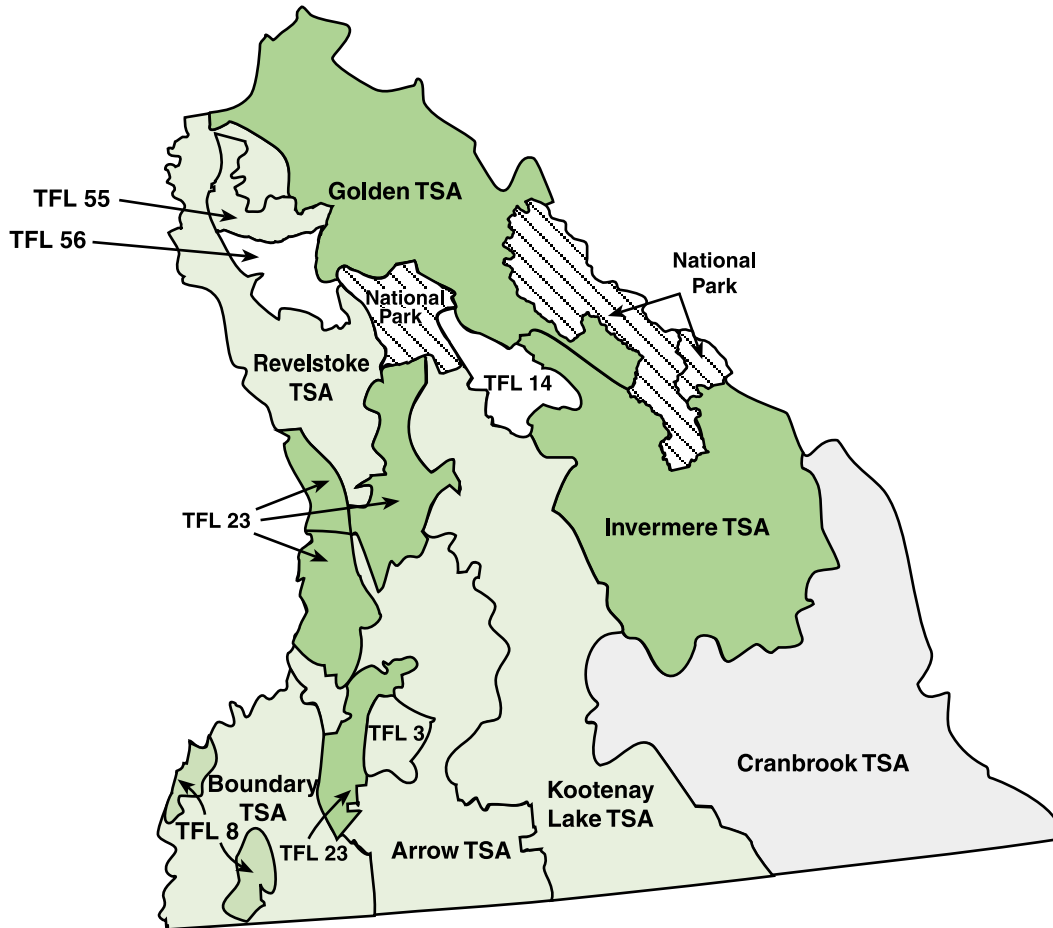 Golden TSA
TFL 55
TFL 56
National
Park
National
Park
Revelstoke
TSA
TFL 14
TFL 23
Invermere TSA
TFL 3
Cranbrook TSA
Boundary
TSA
Kootenay
Lake TSA
TFL 8
TFL 23
Arrow TSA